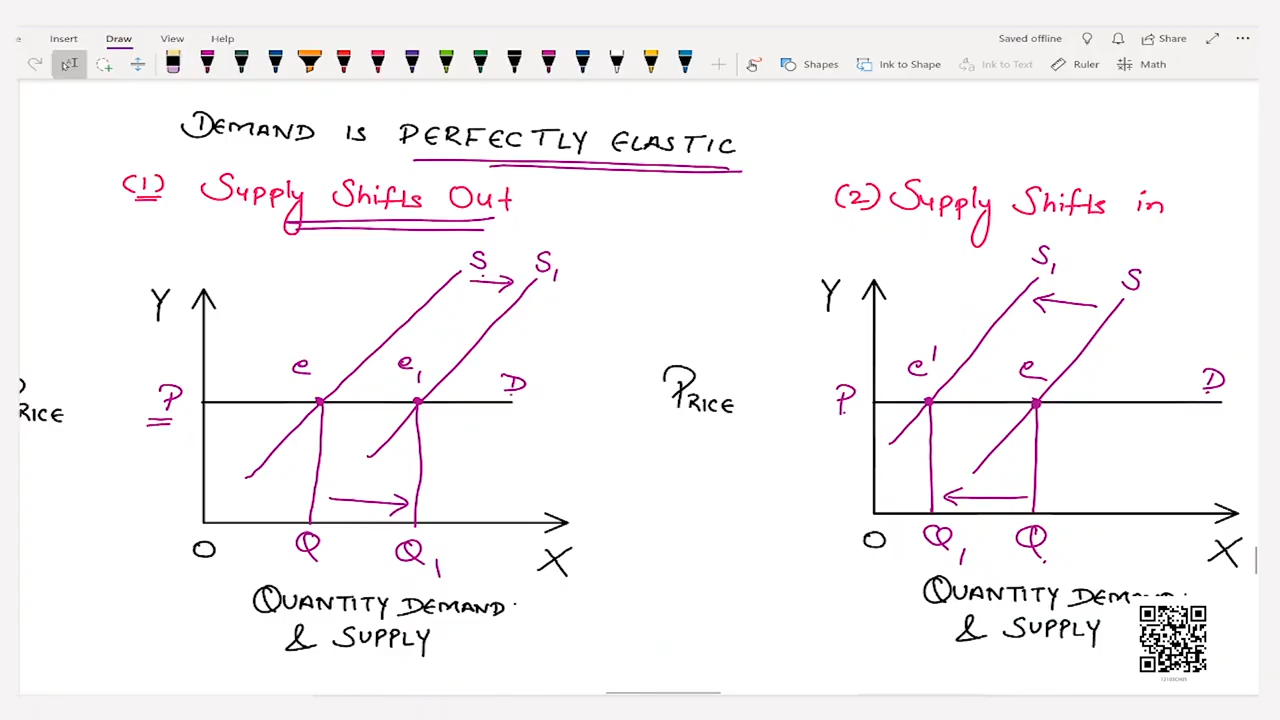 Insert Draw View Help
Saved offline Share
Shapes Ink to Shape Ink to Text Ruler Math
DEMAND IS PERFECTLY ELASTIC
(1) Supply Shifts Out
(2) Supply Shifts in
S S1
Y
e e1 D
P
RICE
O Q Q1 X
QUANTITY DEMAND
& SUPPLY
S1 S
Y
e' e D
P
PRICE
O Q1 Q X
QUANTITY DEM
& SUPPLY
12103CH05